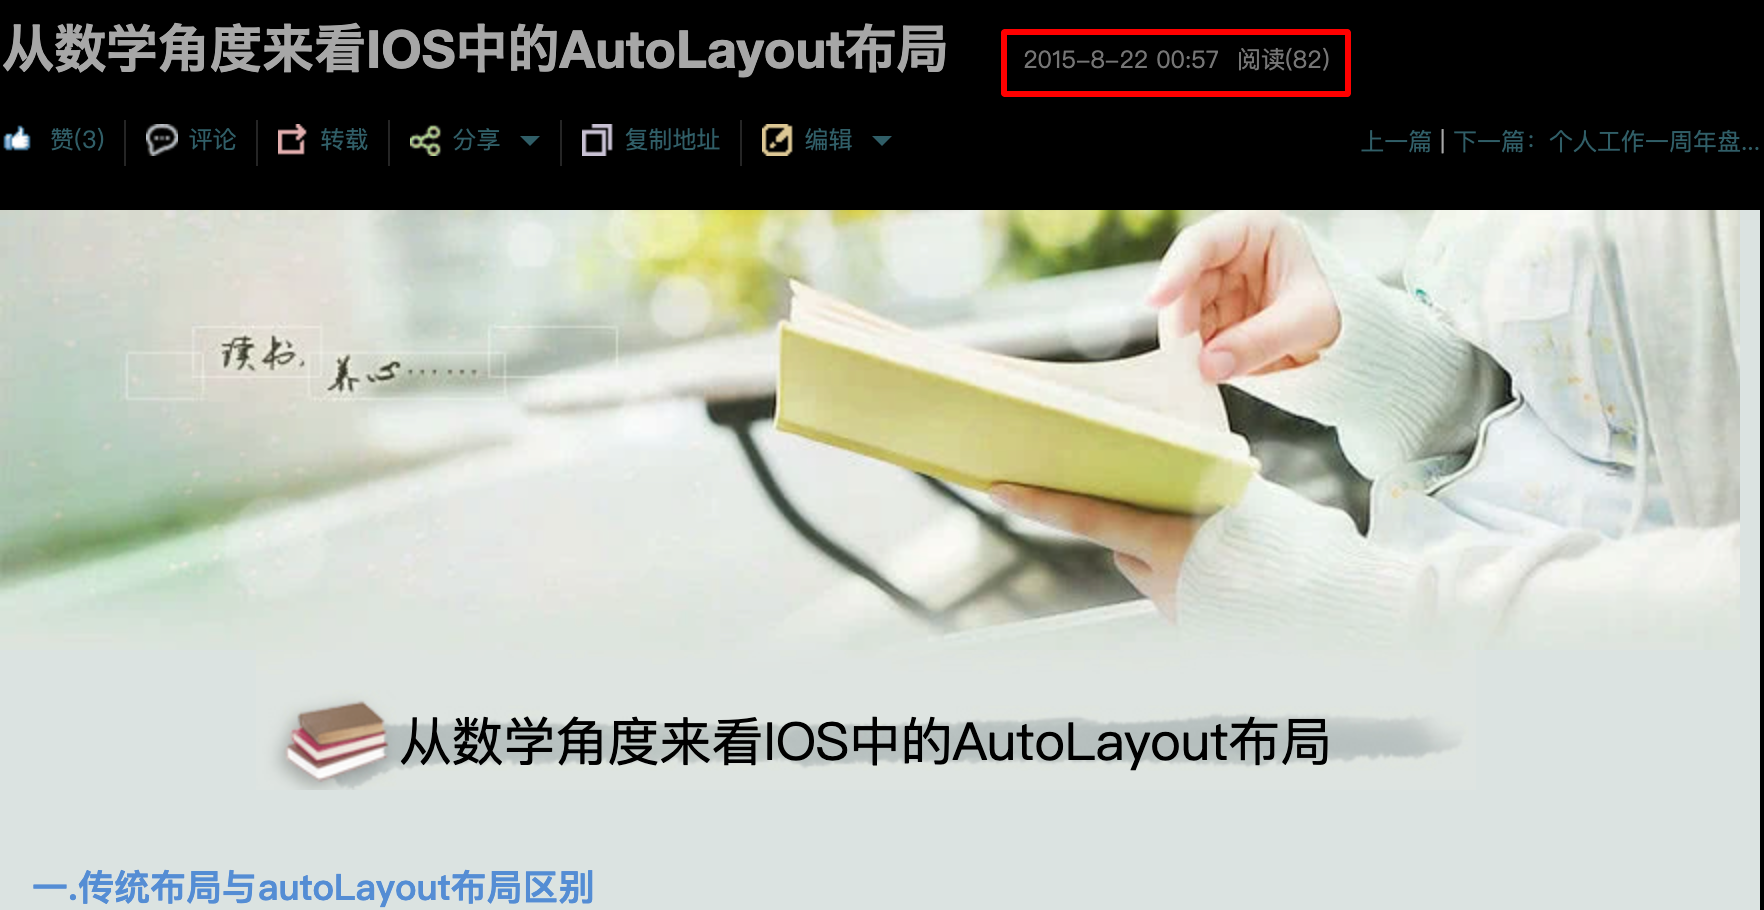 从数学角度来看IOS中的AutoLayout布局
2015-8-22 00:57 阅读(82)
赞(3) 评论 转载 分享 复制地址 编辑
上一篇 | 下一篇：个人工作一周年盘...
读书,
养心······
从数学角度来看IOS中的AutoLayout布局
一.传统布局与autoLayout布局区别